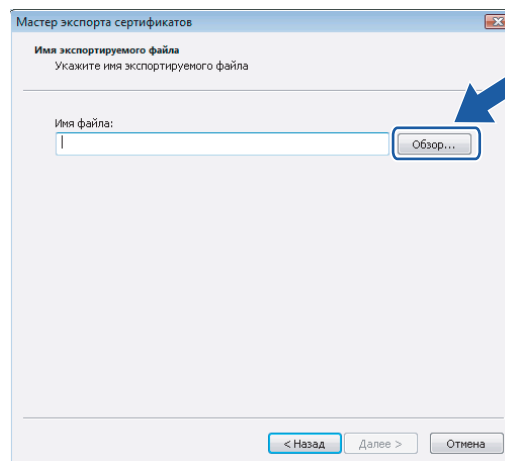 Мастер экспорта сертификатов
Имя экспортируемого файла
Укажите имя экспортируемого файла
Имя файла:
Обзор...
< Назад
Далее >
Отмена